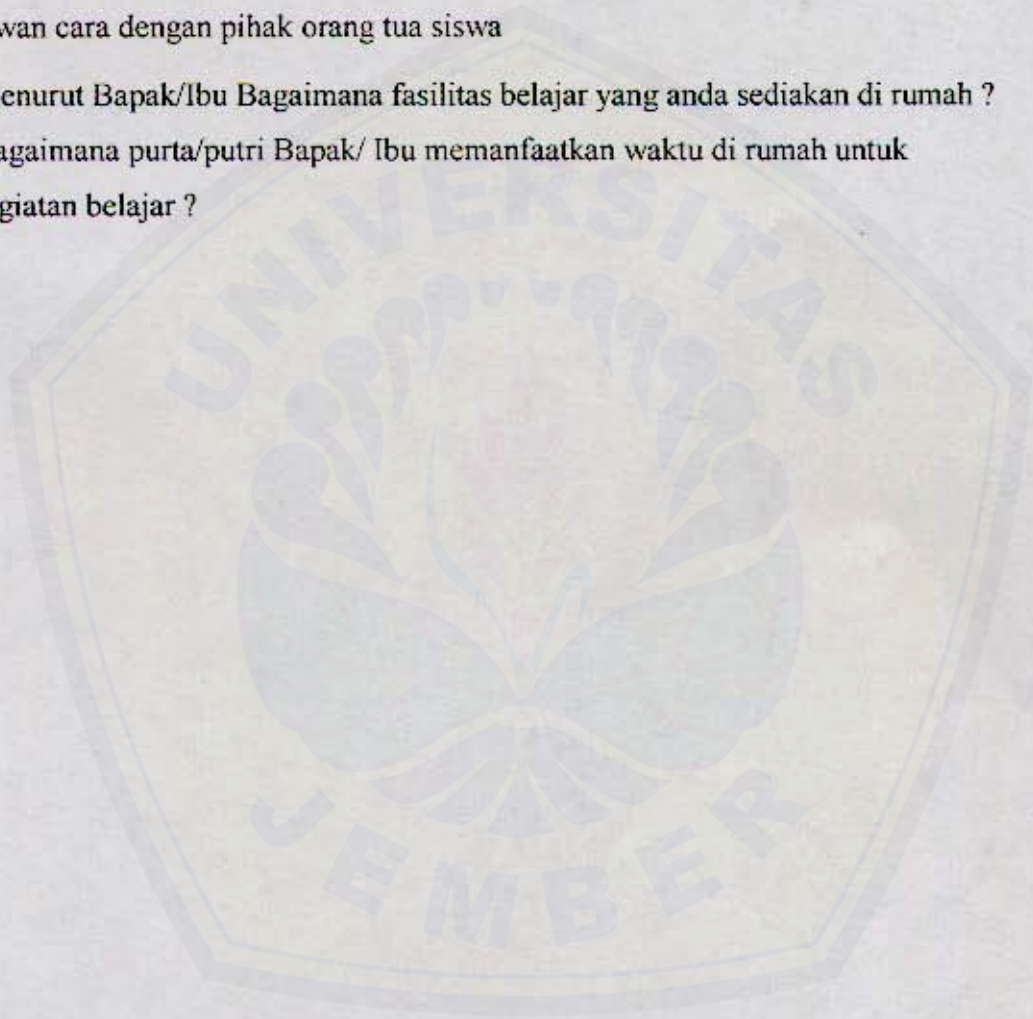 wan cara dengan pihak orang tua siswa
enurut Bapak/Ibu Bagaimana fasilitas belajar yang anda sediakan di rumah ?
agaimana purta/putri Bapak/ Ibu memanfaatkan waktu di rumah untuk
giatan belajar ?
UNIVERSITAS
JEMBER